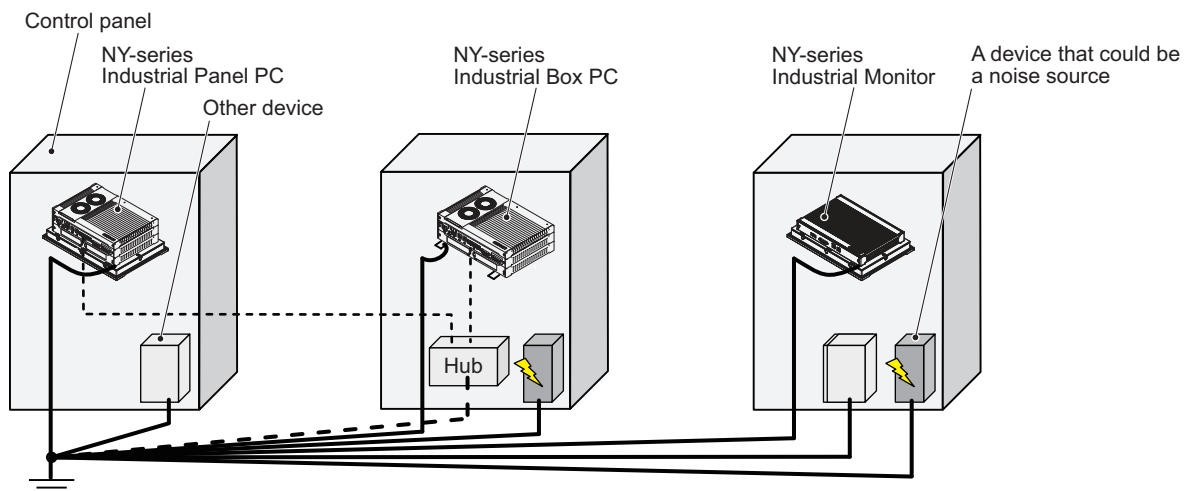 Control panel
NY-series
Industrial Panel PC
Other device
NY-series
Industrial Box PC
NY-series
Industrial Monitor
A device that could be
a noise source
Hub